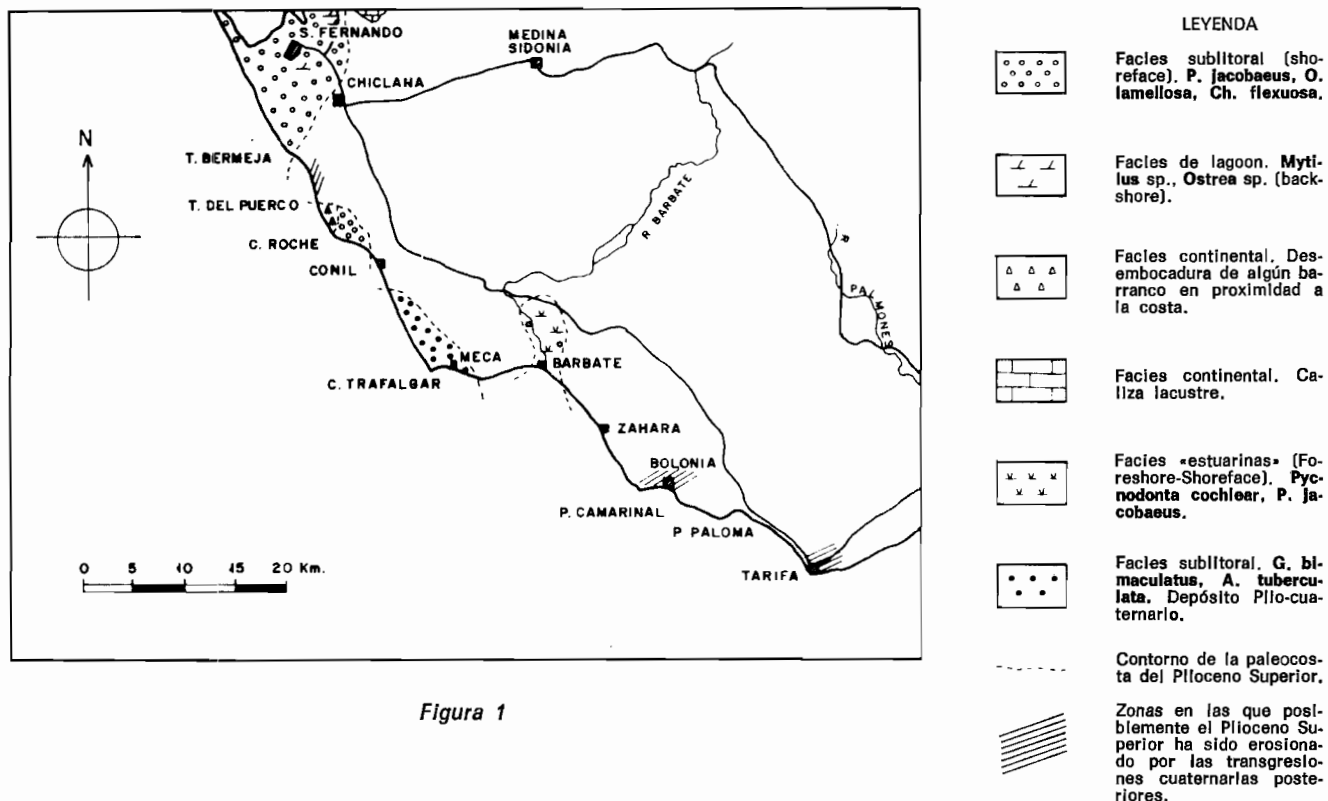 S. FERNANDO
MEDINA
SIDONIA
CHICLANA
N
T. BERMEJA
T. DEL PUERCO
C. ROCHE
CONIL
R BARBATE
R
PALMONES
MECA
BARBATE
C. TRAFALGAR
ZAHARA
BOLONIA
P. CAMARINAL
P PALOMA
TARIFA
0 5 10 15 20 Km.
Figura 1
LEYENDA
Facies sublitoral (sho-
reface). P. jacobaeus, O.
lamellosa, Ch. flexuosa.
Facies de lagoon. Myti-
lus sp., Ostrea sp. (back-
shore).
Facies continental. Des-
embocadura de algún ba-
rranco en proximidad a
la costa.
Facies continental. Ca-
liza lacustre.
Facies «estuarinas» (Fo-
reshore-Shoreface). Pyc-
nodonta cochlear, P. ja-
cobaeus.
Facies sublitoral. G. bi-
maculatus, A. tubercu-
lata. Depósito Plio-cua-
ternario.
Contorno de la paleocos-
ta del Plioceno Superior.
Zonas en las que posi-
blemente el Plioceno Su-
perior ha sido erosiona-
do por las transgresio-
nes cuaternarias poste-
riores.